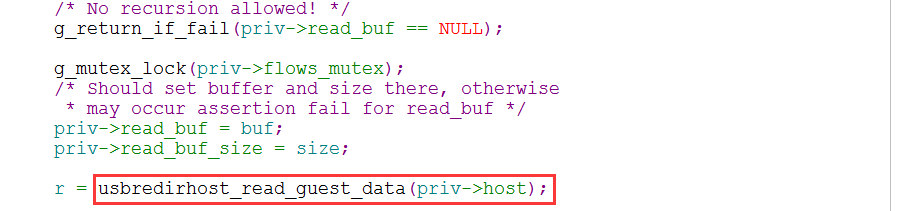 /* No recursion allowed! */
g_return_if_fail(priv->read_buf == NULL);
g_mutex_lock(priv->flows_mutex);
/* Should set buffer and size there, otherwise
* may occur assertion fail for read_buf */
priv->read_buf = buf;
priv->read_buf_size = size;
r = usbredirhost_read_guest_data(priv->host);